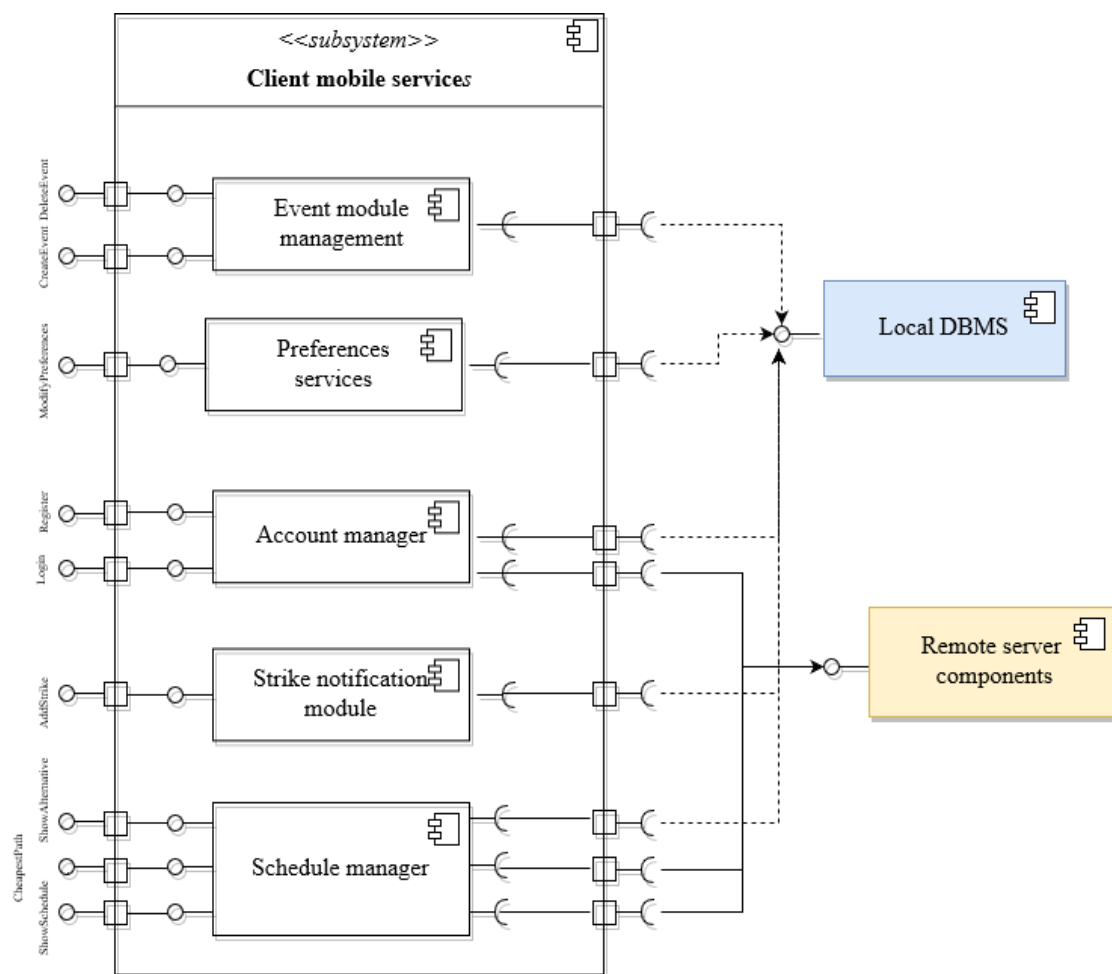 <<subsystem>>
Client mobile services
DeleteEvent
CreateEvent
Event module
management
Local DBMS
ModifyPreferences
Preferences
services
Register
Login
Account manager
Remote server
components
AddStrike
Strike notification
module
ShowAlternative
CheapestPath
ShowSchedule
Schedule manager